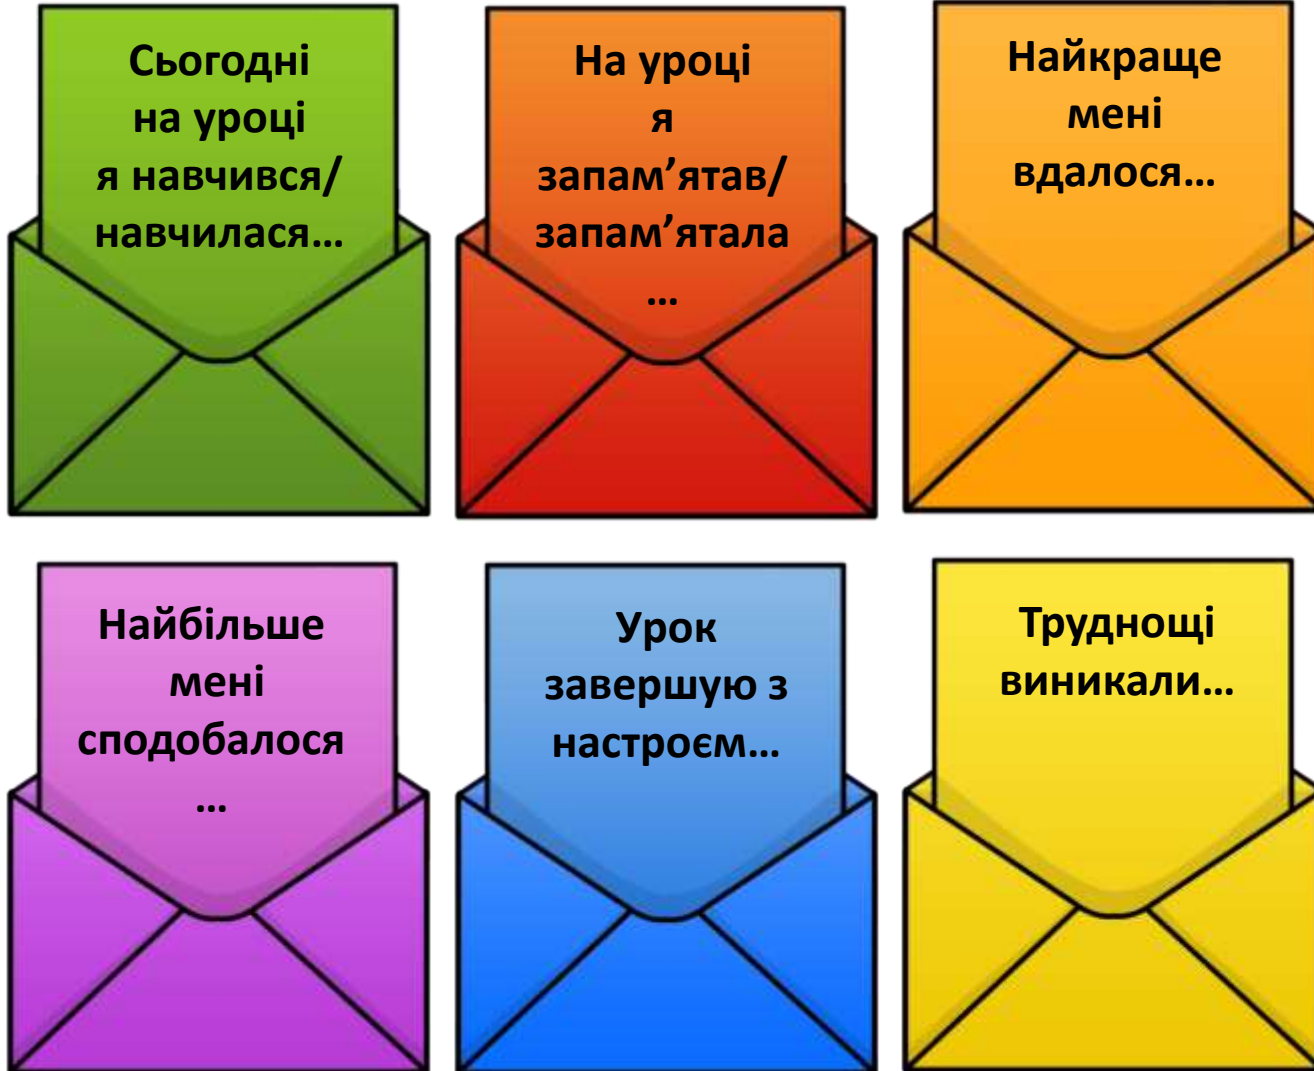 Сьогодні
на уроці
я навчився/
навчилася…
На уроці
я
запам’ятав/
запам’ятала
…
Найкраще
мені
вдалося…
Найбільше
мені
сподобалося
…
Урок
завершую з
настроєм…
Труднощі
виникали…